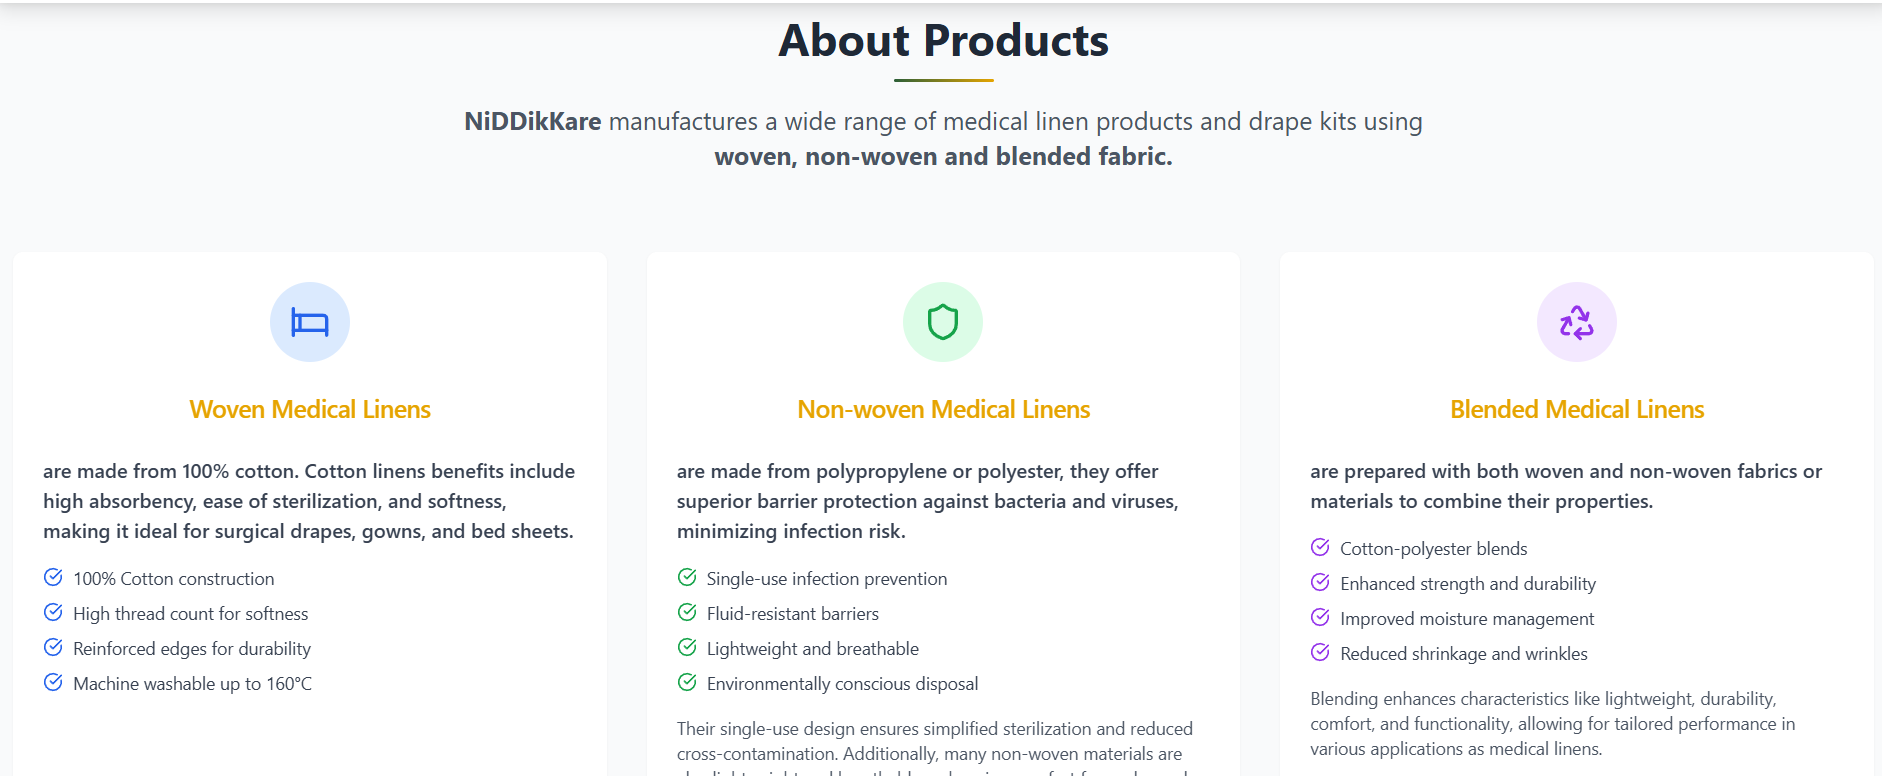 About Products
NiDDikKare manufactures a wide range of medical linen products and drape kits using
woven, non-woven and blended fabric.
Woven Medical Linens
are made from 100% cotton. Cotton linens benefits include
high absorbency, ease of sterilization, and softness,
making it ideal for surgical drapes, gowns, and bed sheets.
100% Cotton construction
High thread count for softness
Reinforced edges for durability
Machine washable up to 160°C
Non-woven Medical Linens
are made from polypropylene or polyester, they offer
superior barrier protection against bacteria and viruses,
minimizing infection risk.
Single-use infection prevention
Fluid-resistant barriers
Lightweight and breathable
Environmentally conscious disposal
Their single-use design ensures simplified sterilization and reduced
cross-contamination. Additionally, many non-woven materials are
Blended Medical Linens
are prepared with both woven and non-woven fabrics or
materials to combine their properties.
Cotton-polyester blends
Enhanced strength and durability
Improved moisture management
Reduced shrinkage and wrinkles
Blending enhances characteristics like lightweight, durability,
comfort, and functionality, allowing for tailored performance in
various applications as medical linens.